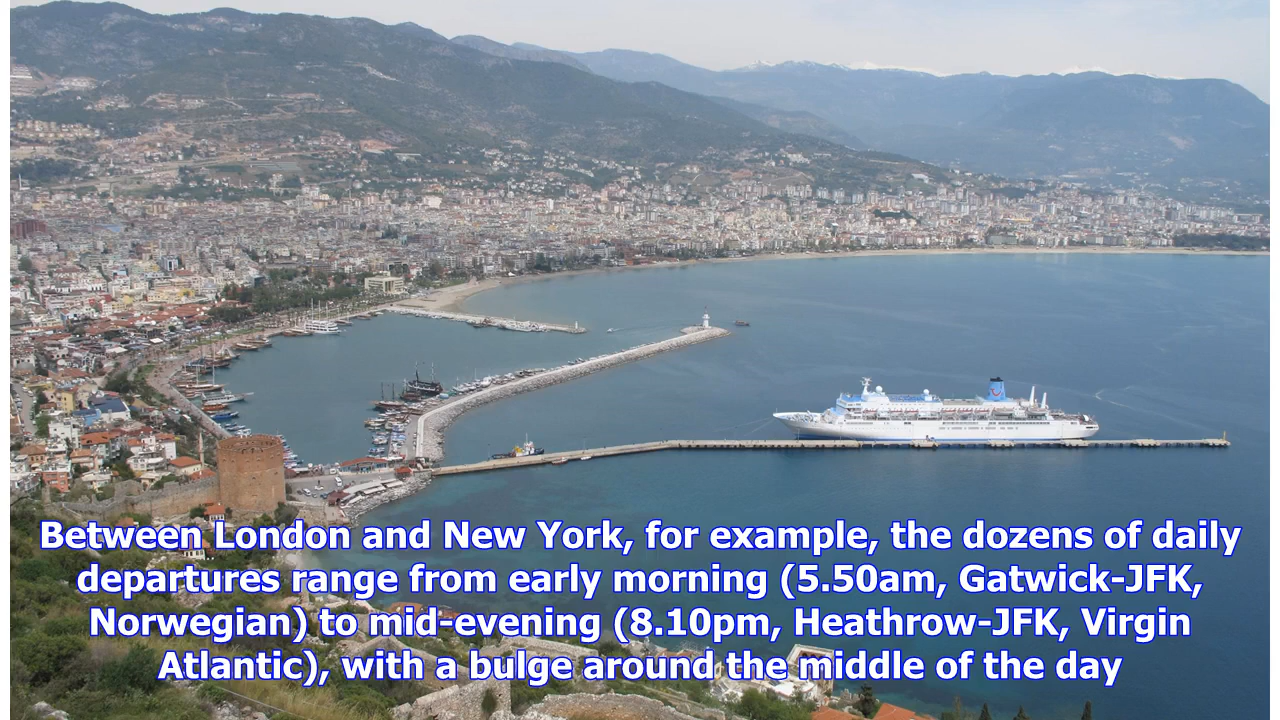 Between London and New York, for example, the dozens of daily
departures range from early morning (5.50am, Gatwick-JFK,
Norwegian) to mid-evening (8.10pm, Heathrow-JFK, Virgin
Atlantic), with a bulge around the middle of the day